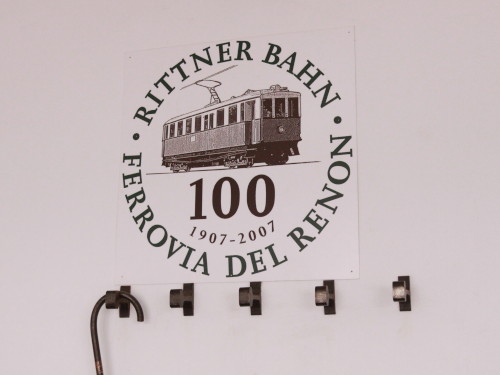 • RITTNER BAHN •
100
1907-2007
FERROVIA DEL RENON